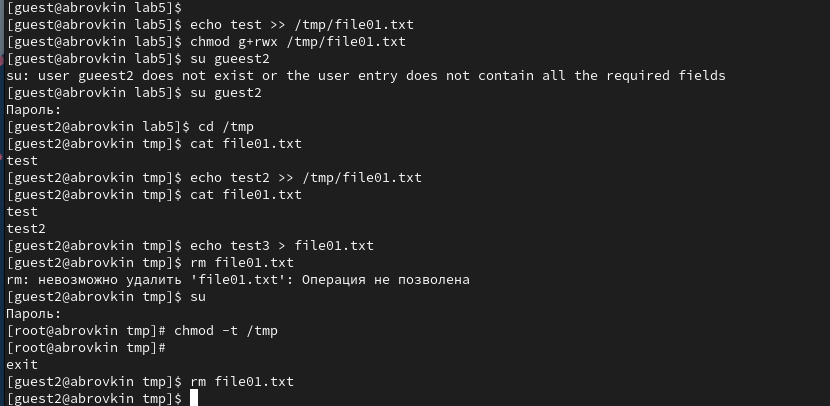 [guest@abrovkin lab5]$
[guest@abrovkin lab5]$ echo test >> /tmp/file01.txt
[guest@abrovkin lab5]$ chmod g+rwx /tmp/file01.txt
[guest@abrovkin lab5]$ su gueest2
su: user gueest2 does not exist or the user entry does not contain all the required fields
[guest@abrovkin lab5]$ su guest2
Пароль:
[guest2@abrovkin lab5]$ cd /tmp
[guest2@abrovkin tmp]$ cat file01.txt
test
[guest2@abrovkin tmp]$ echo test2 >> /tmp/file01.txt
[guest2@abrovkin tmp]$ cat file01.txt
test
test2
[guest2@abrovkin tmp]$ echo test3 > file01.txt
[guest2@abrovkin tmp]$ rm file01.txt
rm: невозможно удалить 'file01.txt': Операция не позволена
[guest2@abrovkin tmp]$ su
Пароль:
[root@abrovkin tmp]# chmod -t /tmp
[root@abrovkin tmp]#
exit
[guest2@abrovkin tmp]$ rm file01.txt
[guest2@abrovkin tmp]$